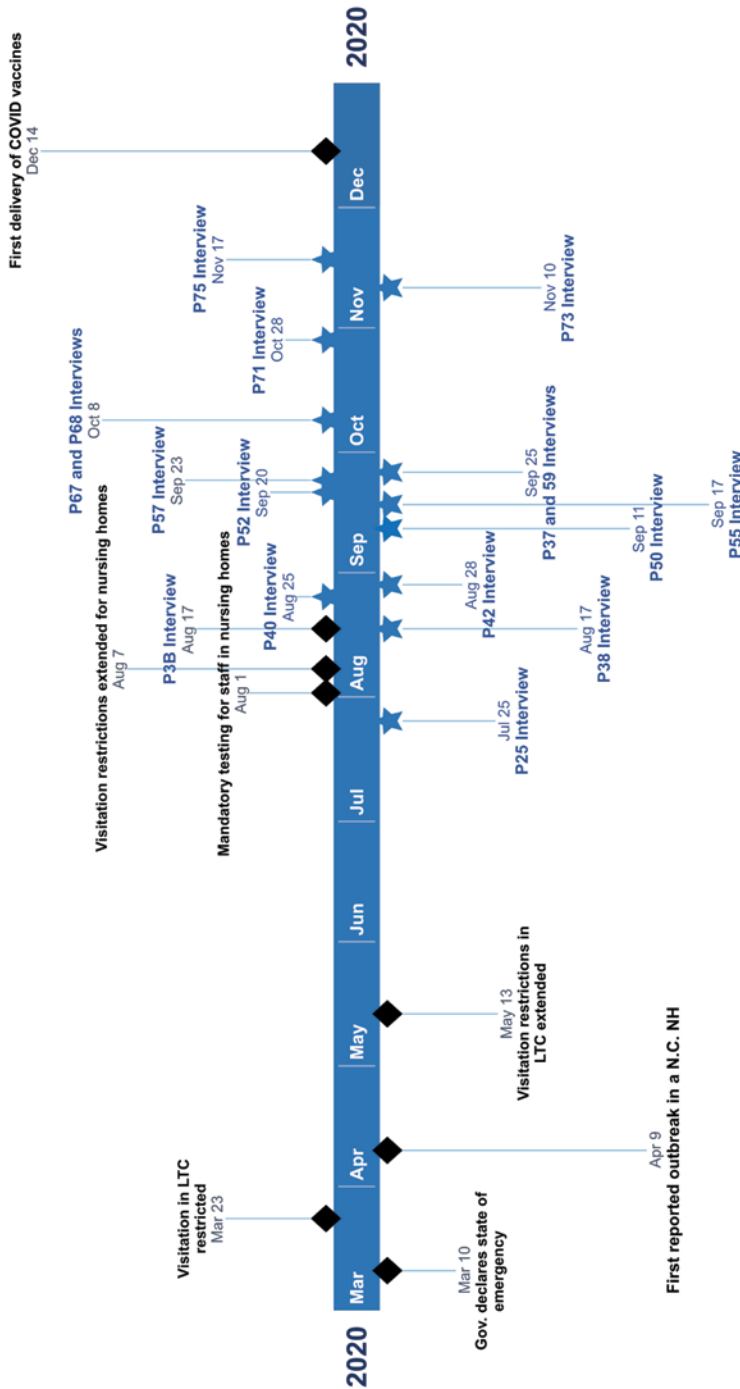 First delivery of COVID vaccines
Dec 14
P75 Interview
Nov 17
P71 Interview
Oct 28
P67 and P68 Interviews
Oct 8
P57 Interview
Sep 23
P52 Interview
Sep 20
Visitation restrictions extended for nursing homes
Aug 7
P3B Interview
Aug 17
P40 Interview
Aug 25
Mandatory testing for staff in nursing homes
Aug 1
Visitation in LTC
restricted
Mar 23
2020
Mar
Apr
May
Jun
Jul
Aug
Sep
Oct
Nov
Dec
2020
Mar 10
Gov. declares state of
emergency
Apr 9
First reported outbreak in a N.C. NH
May 13
Visitation restrictions in
LTC extended
Jul 25
P25 Interview
Aug 17
P38 Interview
Aug 28
P42 Interview
Sep 11
P50 Interview
Sep 17
P55 Interview
Sep 25
P37 and 59 Interviews
Nov 10
P73 Interview